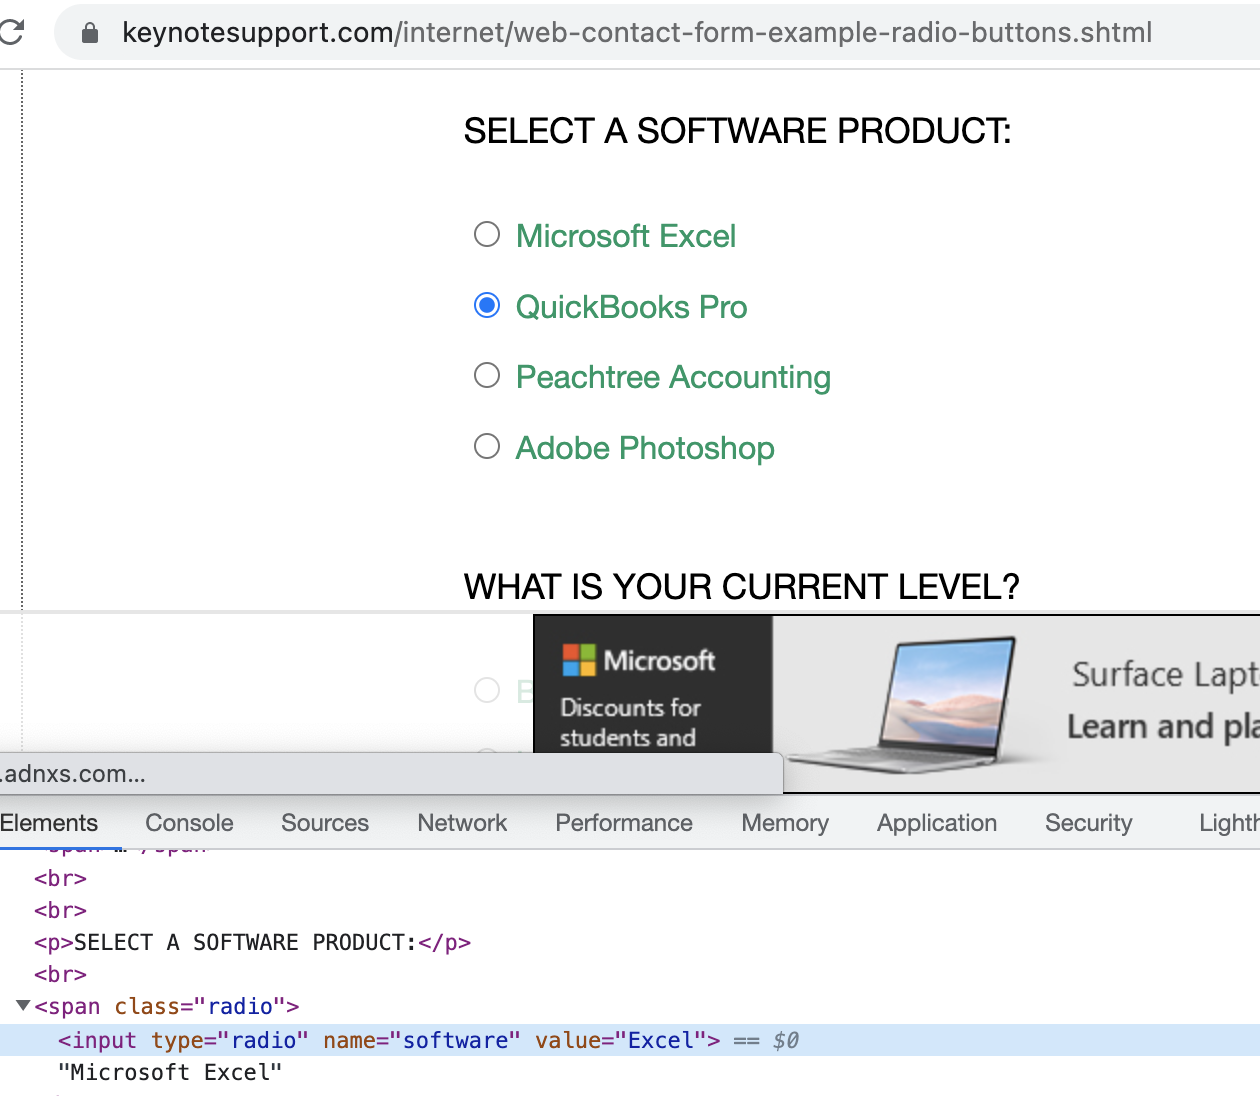 keynotesupport.com/internet/web-contact-form-example-radio-buttons.shtml
SELECT A SOFTWARE PRODUCT:
Microsoft Excel
QuickBooks Pro
Peachtree Accounting
Adobe Photoshop
WHAT IS YOUR CURRENT LEVEL?
B
Microsoft
Discounts for
students and
Surface Lapt
Learn and pla
.adnxs.com...
Elements Console Sources Network Performance Memory Application Security Lighth
<br>
<br>
<p>SELECT A SOFTWARE PRODUCT:</p>
<br>
<span class="radio">
<input type="radio" name="software" value="Excel"> == $0
"Microsoft Excel"